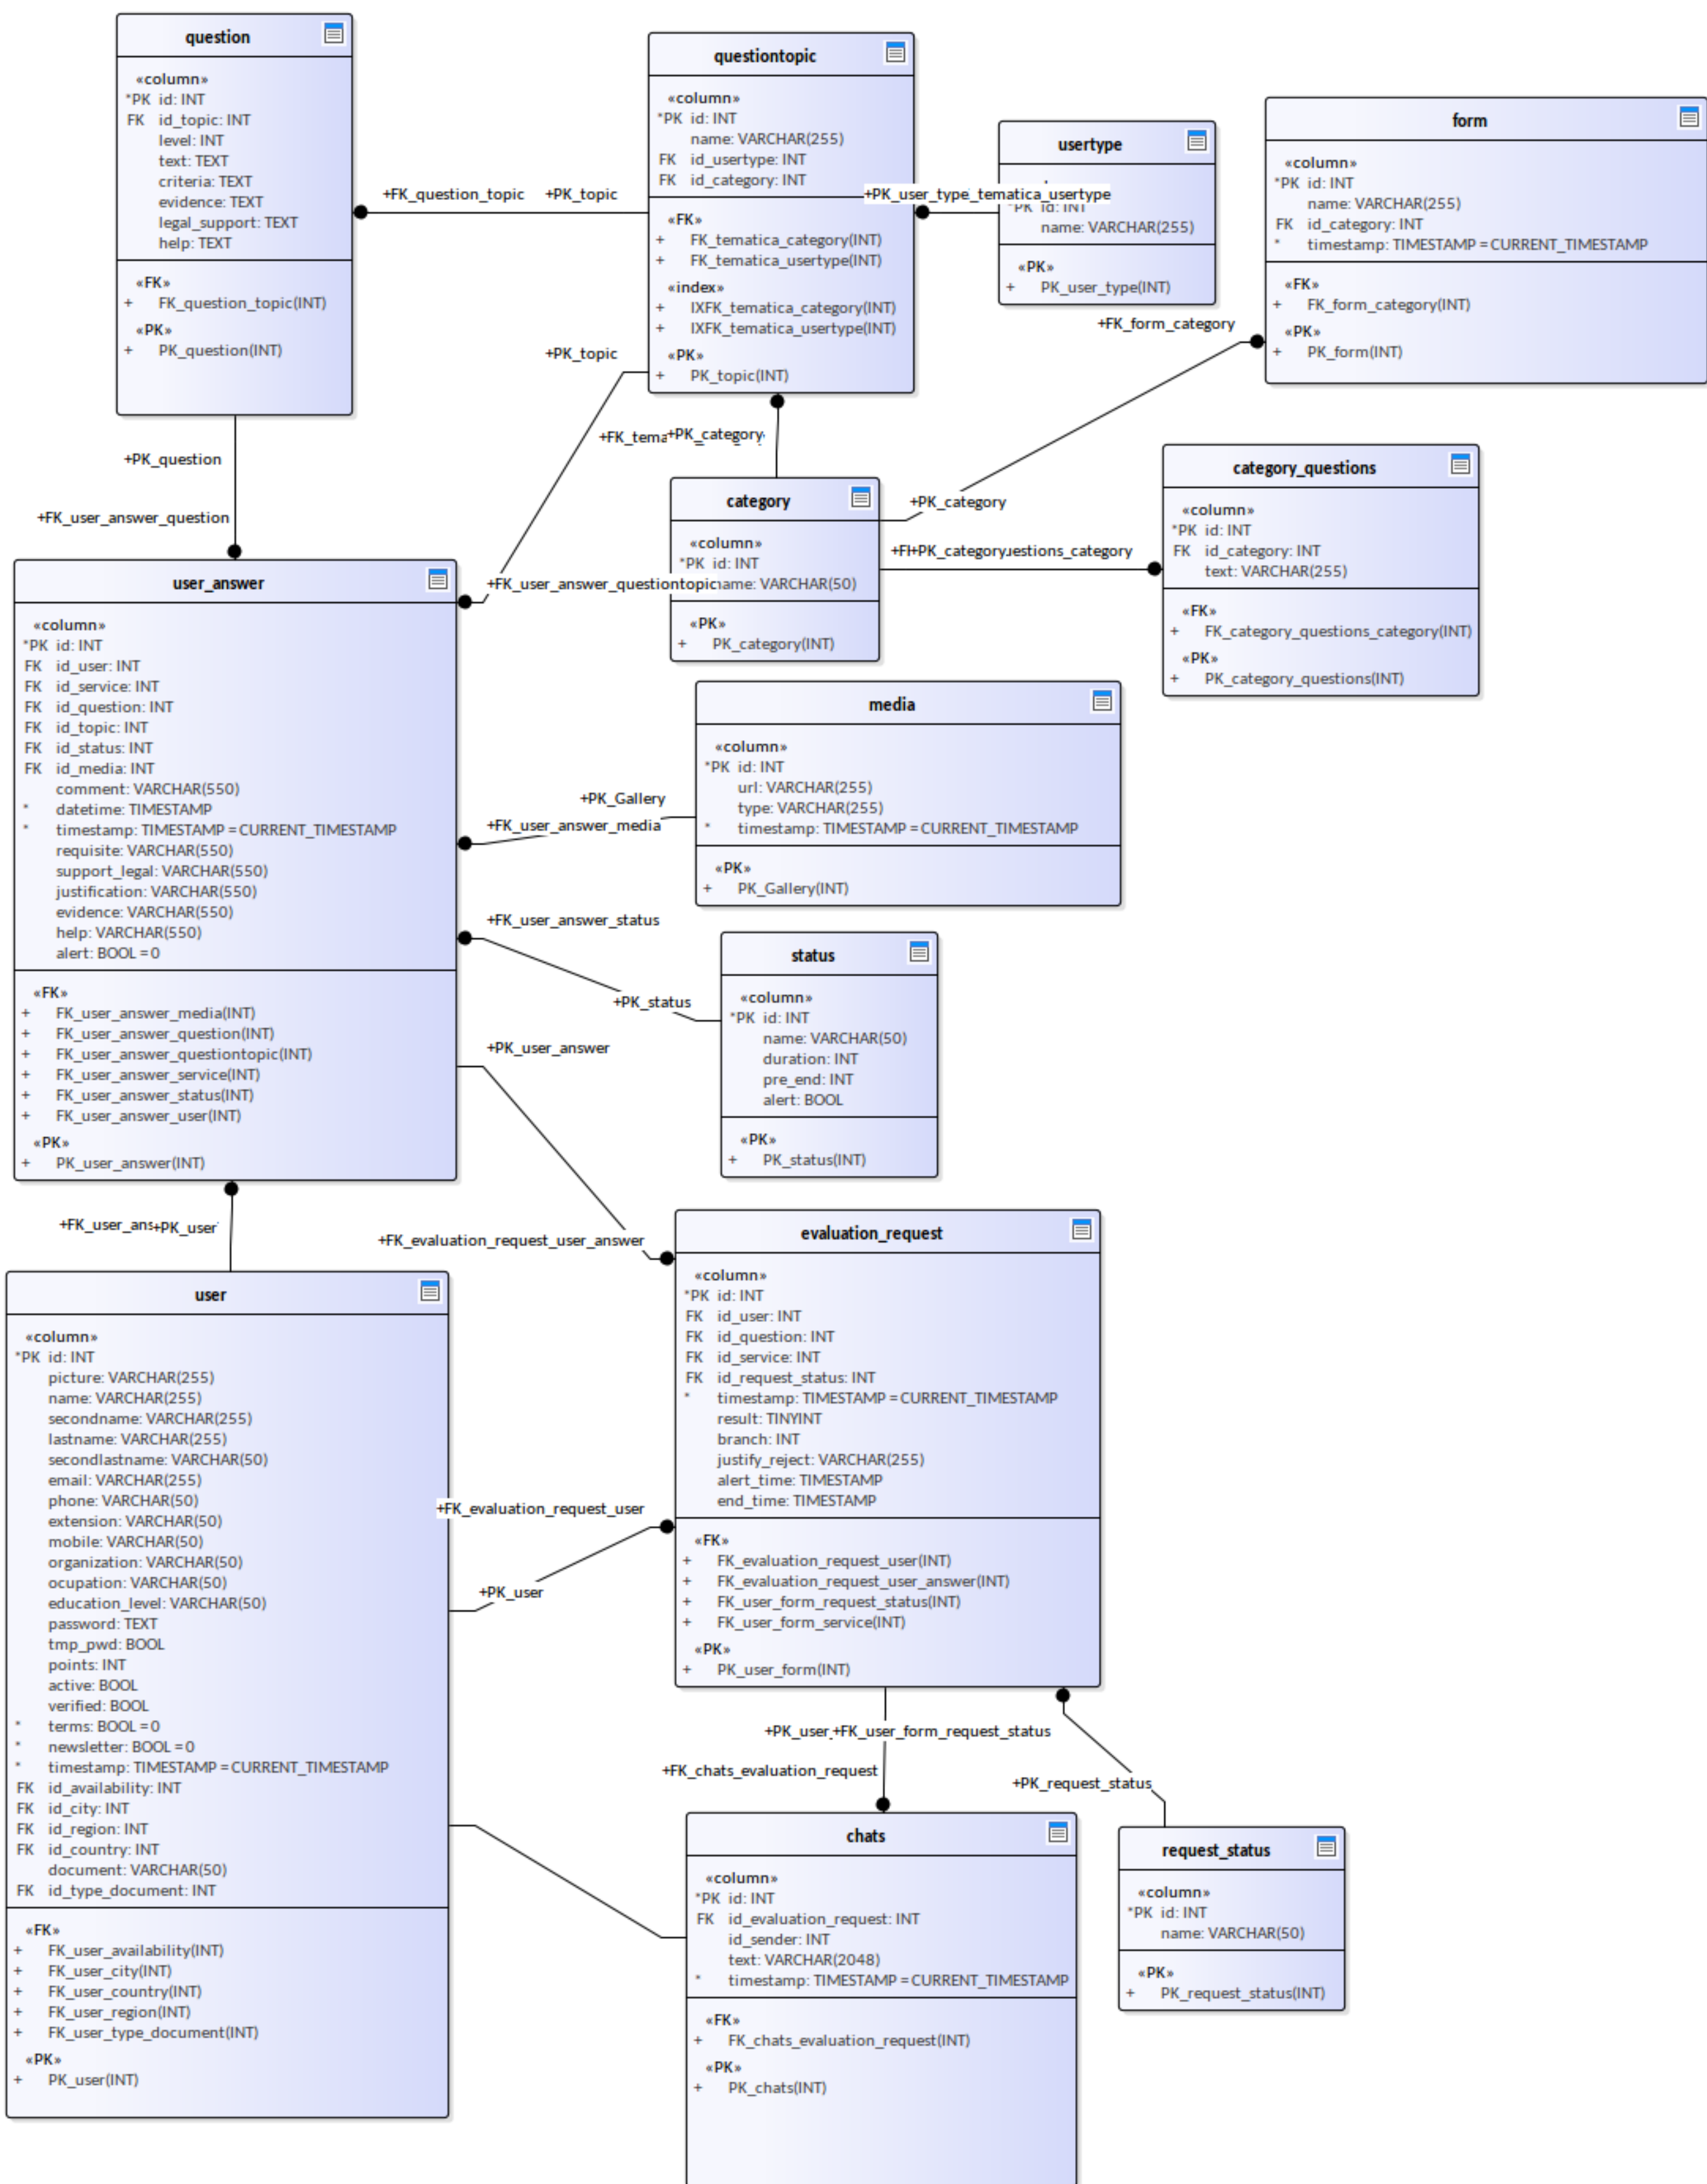 question
«column»
*PK id: INT
FK id_topic: INT
level: INT
text: TEXT
criteria: TEXT
evidence: TEXT
legal_support: TEXT
help: TEXT
«FK»
+ FK_question_topic(INT)
«PK»
+ PK_question(INT)
+FK_question_topic
+PK_topic
questiontopic
«column»
*PK id: INT
name: VARCHAR(255)
FK id_usertype: INT
FK id_category: INT
«FK»
+ FK_tematica_category(INT)
+ FK_tematica_usertype(INT)
«index»
+ IXFK_tematica_category(INT)
+ IXFK_tematica_usertype(INT)
«PK»
+ PK_topic(INT)
+PK_user_type
_tematica_usertype
usertype
*PK id: INT
name: VARCHAR(255)
«PK»
+ PK_user_type(INT)
form
«column»
*PK id: INT
name: VARCHAR(255)
FK id_category: INT
* timestamp: TIMESTAMP = CURRENT_TIMESTAMP
«FK»
+ FK_form_category(INT)
«PK»
+ PK_form(INT)
+FK_form_category
+PK_topic
+FK_tema
+PK_category
+PK_question
+FK_user_answer_question
category
«column»
*PK id: INT
name: VARCHAR(50)
«PK»
+ PK_category(INT)
+FK_user_answer_questiontopic
+PK_category
+PK_category
uestions_category
category_questions
«column»
*PK id: INT
FK id_category: INT
text: VARCHAR(255)
«FK»
+ FK_category_questions_category(INT)
«PK»
+ PK_category_questions(INT)
user_answer
«column»
*PK id: INT
FK id_user: INT
FK id_service: INT
FK id_question: INT
FK id_topic: INT
FK id_status: INT
FK id_media: INT
comment: VARCHAR(550)
* datetime: TIMESTAMP
* timestamp: TIMESTAMP = CURRENT_TIMESTAMP
requisite: VARCHAR(550)
support_legal: VARCHAR(550)
justification: VARCHAR(550)
evidence: VARCHAR(550)
help: VARCHAR(550)
alert: BOOL = 0
«FK»
+ FK_user_answer_media(INT)
+ FK_user_answer_question(INT)
+ FK_user_answer_questiontopic(INT)
+ FK_user_answer_service(INT)
+ FK_user_answer_status(INT)
+ FK_user_answer_user(INT)
«PK»
+ PK_user_answer(INT)
+PK_Gallery
+FK_user_answer_media
media
«column»
*PK id: INT
url: VARCHAR(255)
type: VARCHAR(255)
* timestamp: TIMESTAMP = CURRENT_TIMESTAMP
«PK»
+ PK_Gallery(INT)
+FK_user_answer_status
+PK_status
status
«column»
*PK id: INT
name: VARCHAR(50)
duration: INT
pre_end: INT
alert: BOOL
«PK»
+ PK_status(INT)
+PK_user_answer
+FK_evaluation_request_user_answer
+FK_user_ans
+PK_user
user
«column»
*PK id: INT
picture: VARCHAR(255)
name: VARCHAR(255)
secondname: VARCHAR(255)
lastname: VARCHAR(255)
secondlastname: VARCHAR(50)
email: VARCHAR(255)
phone: VARCHAR(50)
extension: VARCHAR(50)
mobile: VARCHAR(50)
organization: VARCHAR(50)
ocupation: VARCHAR(50)
education_level: VARCHAR(50)
password: TEXT
tmp_pwd: BOOL
points: INT
active: BOOL
verified: BOOL
* terms: BOOL = 0
* newsletter: BOOL = 0
* timestamp: TIMESTAMP = CURRENT_TIMESTAMP
FK id_availability: INT
FK id_city: INT
FK id_region: INT
FK id_country: INT
document: VARCHAR(50)
FK id_type_document: INT
«FK»
+ FK_user_availability(INT)
+ FK_user_city(INT)
+ FK_user_country(INT)
+ FK_user_region(INT)
+ FK_user_type_document(INT)
«PK»
+ PK_user(INT)
+FK_evaluation_request_user
+PK_user
evaluation_request
«column»
*PK id: INT
FK id_user: INT
FK id_question: INT
FK id_service: INT
FK id_request_status: INT
* timestamp: TIMESTAMP = CURRENT_TIMESTAMP
result: TINYINT
branch: INT
justify_reject: VARCHAR(255)
alert_time: TIMESTAMP
end_time: TIMESTAMP
«FK»
+ FK_evaluation_request_user(INT)
+ FK_evaluation_request_user_answer(INT)
+ FK_user_form_request_status(INT)
+ FK_user_form_service(INT)
«PK»
+ PK_user_form(INT)
+PK_user_
+FK_user_form_request_status
+FK_chats_evaluation_request
+PK_request_status
chats
«column»
*PK id: INT
FK id_evaluation_request: INT
id_sender: INT
text: VARCHAR(2048)
* timestamp: TIMESTAMP = CURRENT_TIMESTAMP
«FK»
+ FK_chats_evaluation_request(INT)
«PK»
+ PK_chats(INT)
request_status
«column»
*PK id: INT
name: VARCHAR(50)
«PK»
+ PK_request_status(INT)